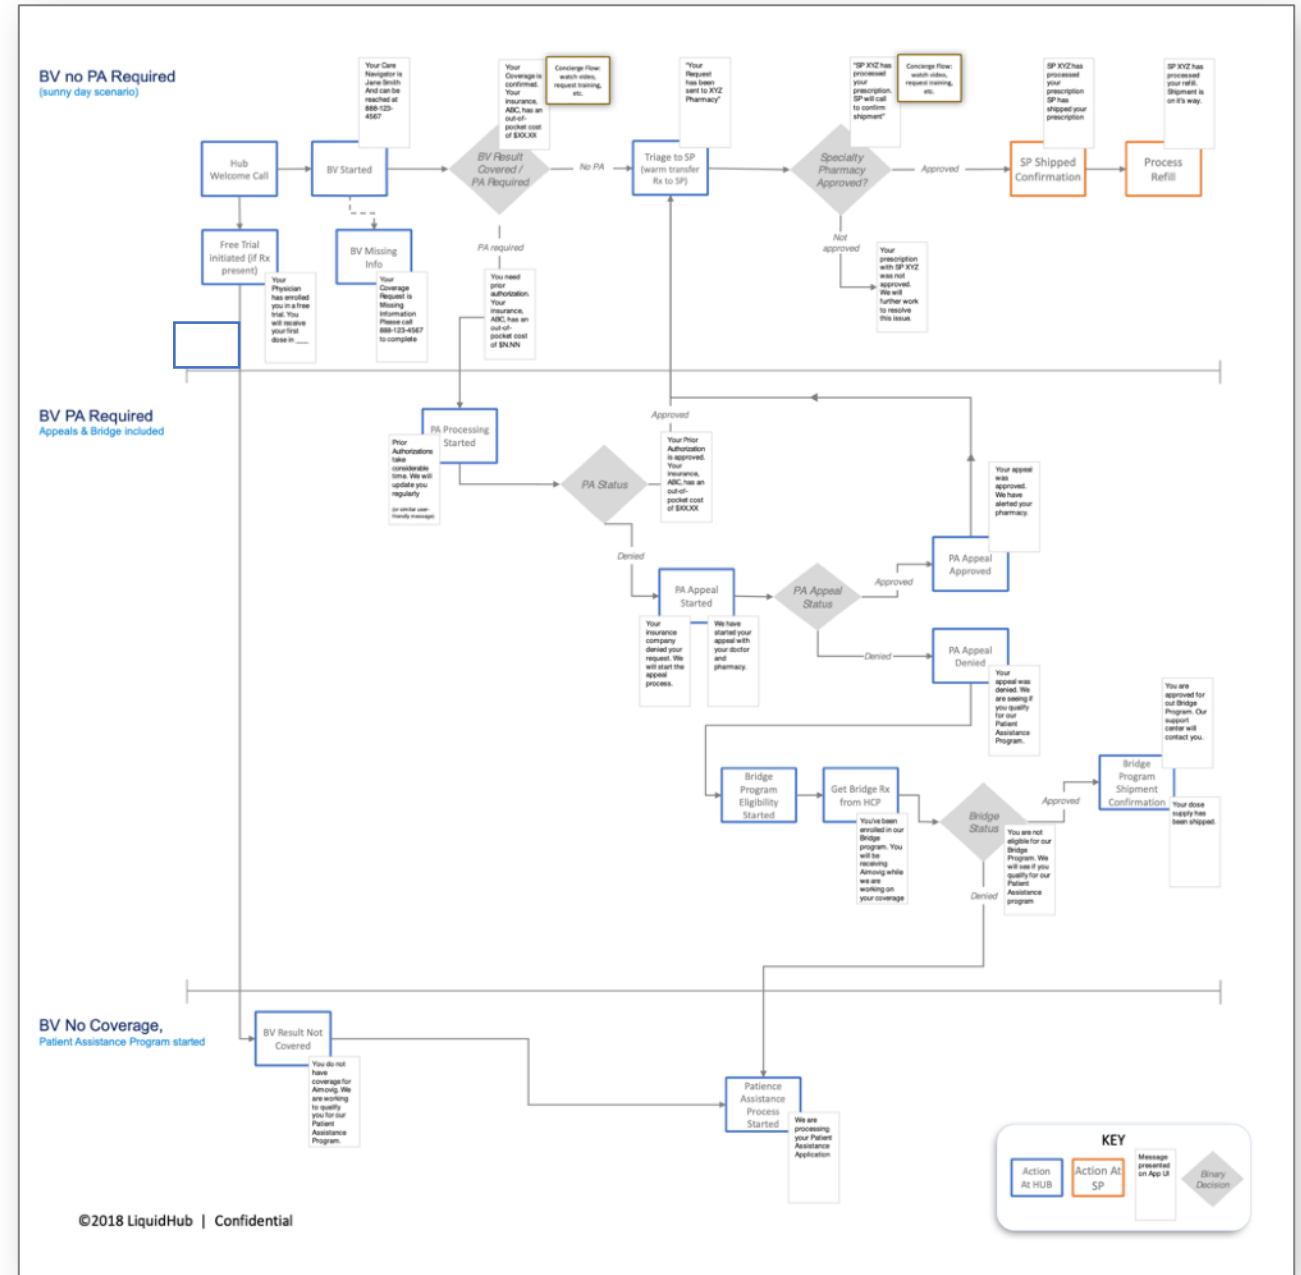 BV no PA Required
(sunny day scenario)
Your Care
Navigator is
Jane Smith
And can be
reached at
888-123-
4567
Your
Coverage is
confirmed.
Your
insurance,
ABC, has an
out-of-
pocket cost
of $XX.XX
Concierge Flow:
watch video,
request training,
etc.
"Your
Request
has been
sent to XYZ
Pharmacy"
"SP XYZ has
processed
your
prescription.
SP will call
to confirm
shipment"
Concierge Flow:
watch video,
request training,
etc.
SP XYZ has
processed
your
prescription
SP has
shipped your
prescription
SP XYZ has
processed
your refill.
Shipment is
on it's way.
Hub
Welcome Call
BV Started
BV Result
Covered /
PA Required
No PA
Triage to SP
(warm transfer
Rx to SP)
Specialty
Pharmacy
Approved?
Approved
SP Shipped
Confirmation
Process
Refill
Free Trial
initiated (if Rx
present)
Your
Physician
has enrolled
you in a free
trial. You
will receive
your first
dose in ___
BV Missing
Info
Your
Coverage
Request is
Missing
Information
Please call
888-123-4567
to complete
PA required
You need
prior
authorization.
Your
insurance,
ABC, has an
out-of-
pocket cost
of $N.NN
Not
approved
Your
prescription
with SP XYZ
was not
approved.
We will
further work
to resolve
this issue.
BV PA Required
Appeals & Bridge included
PA Processing
Started
Prior
Authorizations
take
considerable
time. We will
update you
regularly
(or similar user-
friendly message)
PA Status
Approved
Your Prior
Authorization
is approved.
Your
insurance,
ABC, has an
out-of-
pocket cost
of $XX.XX
Denied
PA Appeal
Started
Your
insurance
company
denied your
request. We
will start the
appeal
process.
We have
started your
appeal with
your doctor
and
pharmacy.
PA Appeal
Status
Approved
PA Appeal
Approved
Your appeal
was
approved.
We have
alerted your
pharmacy.
Denied
PA Appeal
Denied
Your
appeal was
denied. We
are seeing if
you qualify
for our
Patient
Assistance
Program.
Bridge
Program
Eligibility
Started
Get Bridge Rx
from HCP
You've been
enrolled in our
Bridge
program. You
will be
receiving
Aimovig while
we are
working on
your coverage
Bridge
Status
You are not
eligible for our
Bridge
Program. We
will see if you
qualify for our
Patient
Assistance
program
Approved
Bridge
Program
Shipment
Confirmation
You are
approved for
out Bridge
Program. Our
support
center will
contact you.
Your dose
supply has
been shipped.
Denied
BV No Coverage,
Patient Assistance Program started
BV Result Not
Covered
You do not
have
coverage for
Aimovig. We
are working
to qualify
you for our
Patient
Assistance
Program.
Patience
Assistance
Process
Started
We are
processing
your Patient
Assistance
Application
KEY
Action
At HUB
Action At
SP
Message
presented
on App UI
Binary
Decision
©2018 LiquidHub | Confidential